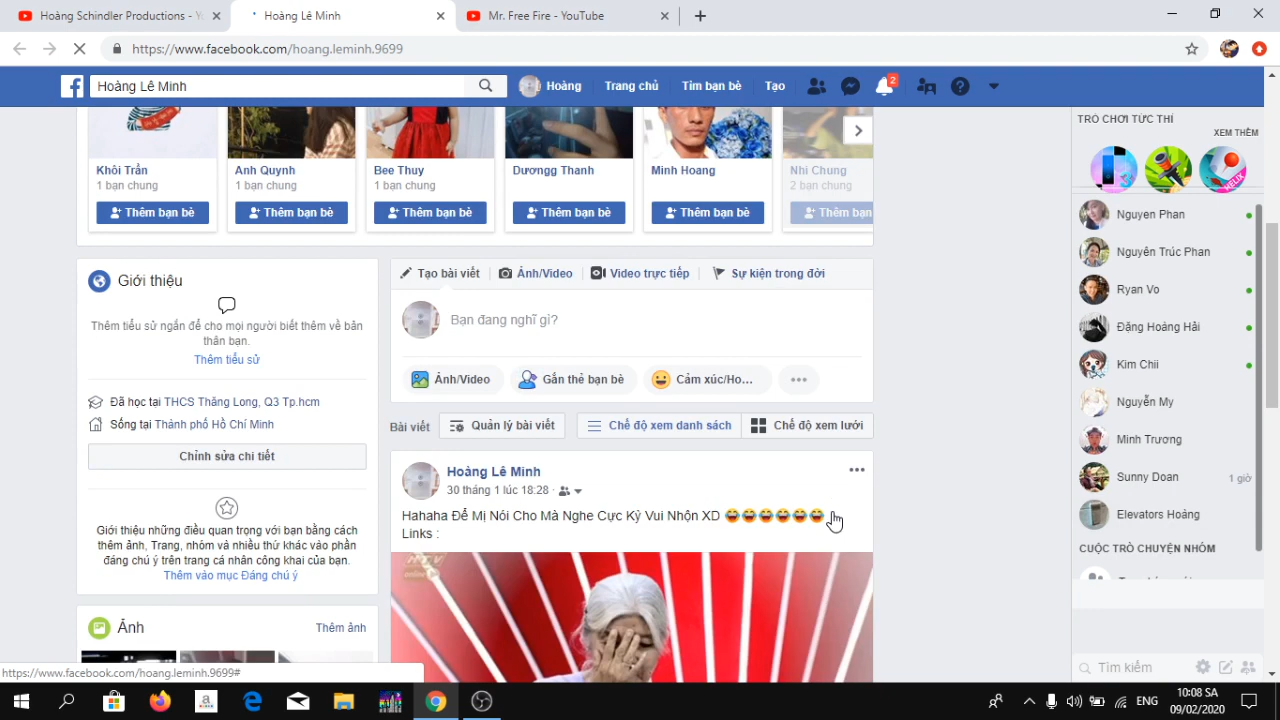 Hoàng Schindler Productions - Yo
Hoàng Lê Minh
Mr. Free Fire - YouTube
https://www.facebook.com/hoang.leminh.9699
Hoàng Lê Minh
Hoàng
Trang chủ
Tìm bạn bè
Tạo
2
Khôi Trần
1 bạn chung
Thêm bạn bè
Anh Quynh
1 bạn chung
Thêm bạn bè
Bee Thuy
1 bạn chung
Thêm bạn bè
Dươngg Thanh
Thêm bạn bè
Minh Hoang
Thêm bạn bè
Nhi Chung
2 bạn chung
Thêm bạn
Giới thiệu
Thêm tiểu sử ngắn để cho mọi người biết thêm về bản
thân bạn.
Thêm tiểu sử
Đã học tại THCS Thăng Long, Q3 Tp.hcm
Sống tại Thành phố Hồ Chí Minh
Chỉnh sửa chi tiết
Giới thiệu những điều quan trọng với bạn bằng cách
thêm ảnh, Trang, nhóm và nhiều thứ khác vào phần
đáng chú ý trên trang cá nhân công khai của bạn.
Thêm vào mục Đáng chú ý
Ảnh
Thêm ảnh
Tạo bài viết
Ảnh/Video
Video trực tiếp
Sự kiện trong đời
Bạn đang nghĩ gì?
Ảnh/Video
Gắn thẻ bạn bè
Cảm xúc/Ho...
Bài viết
Quản lý bài viết
Chế độ xem danh sách
Chế độ xem lưới
Hoàng Lê Minh
30 tháng 1 lúc 18:28
Hahaha Để Mị Nói Cho Mà Nghe Cực Kỳ Vui Nhộn XD 😂😂😂😂😂😂
Links :
online
TRÒ CHƠI TỨC THÌ
XEM THÊM
HELIX
Nguyen Phan
Nguyên Trúc Phan
Ryan Vo
Đặng Hoàng Hải
Kim Chii
Nguyễn My
Minh Trương
Sunny Doan
1 giờ
Elevators Hoàng
CUỘC TRÒ CHUYỆN NHÓM
Tìm kiếm
https://www.facebook.com/hoang.leminh.9699#
ENG
10:08 SA
09/02/2020